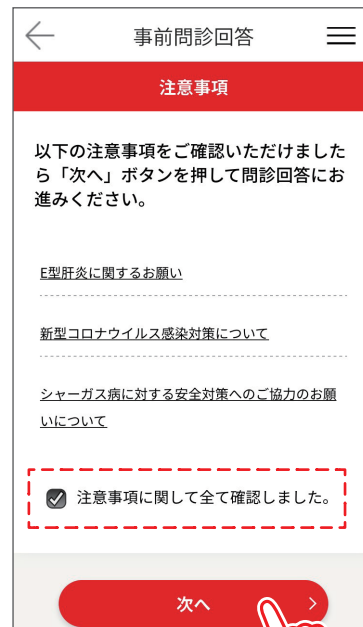 事前問診回答
注意事項
以下の注意事項をご確認いただけました
ら「次へ」ボタンを押して問診回答にお
進みください。
E型肝炎に関するお願い
新型コロナウイルス感染対策について
シャーガス病に対する安全対策へのご協力のお願
いについて
注意事項に関して全て確認しました。
次へ